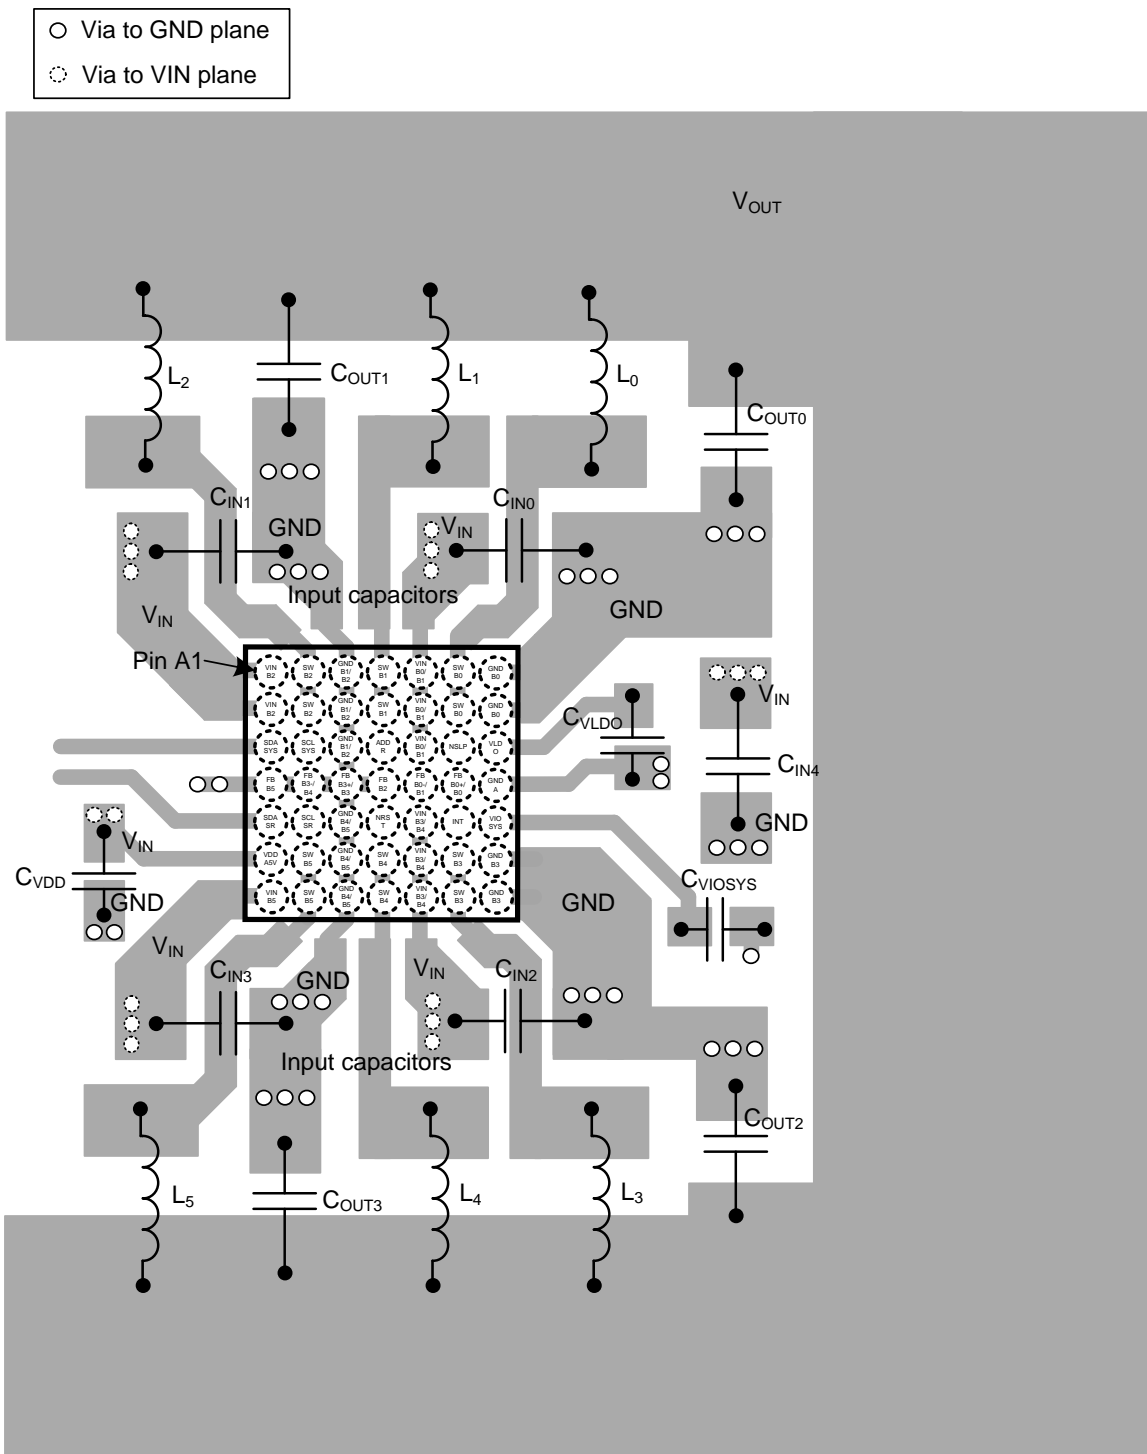 Via to GND plane
Via to VIN plane
VOUT
L2
COUT1
L1
L0
COUT0
CIN1
GND
VIN
CIN0
Input capacitors
VIN
GND
Pin A1
VIN B2
SW B2
GND B1/ B2
SW B1
VIN B0/ B1
SW B0
GND B0
VIN B2
SW B2
GND B1/ B2
SW B1
VIN B0/ B1
SW B0
GND B0
SDA SYS
SCL SYS
GND B1/ B2
ADD R
VIN B0/ B1
NSLP
VLD O
FB B5
FB B3-/ B4
FB B3+/ B3
FB B2
FB B0-/ B1
FB B0+/ B0
GND A
SDA SR
SCL SR
GND B4/ B5
NRS T
VIN B3/ B4
INT
VIO SYS
VDD A5V
SW B5
GND B4/ B5
SW B4
VIN B3/ B4
SW B3
GND B3
VIN B5
SW B5
GND B4/ B5
SW B4
VIN B3/ B4
SW B3
GND B3
CVLDO
VIN
CIN4
GND
VIN
CVDD
GND
CVIOSYS
GND
VIN
CIN3
GND
VIN
CIN2
Input capacitors
COUT2
L5
COUT3
L4
L3